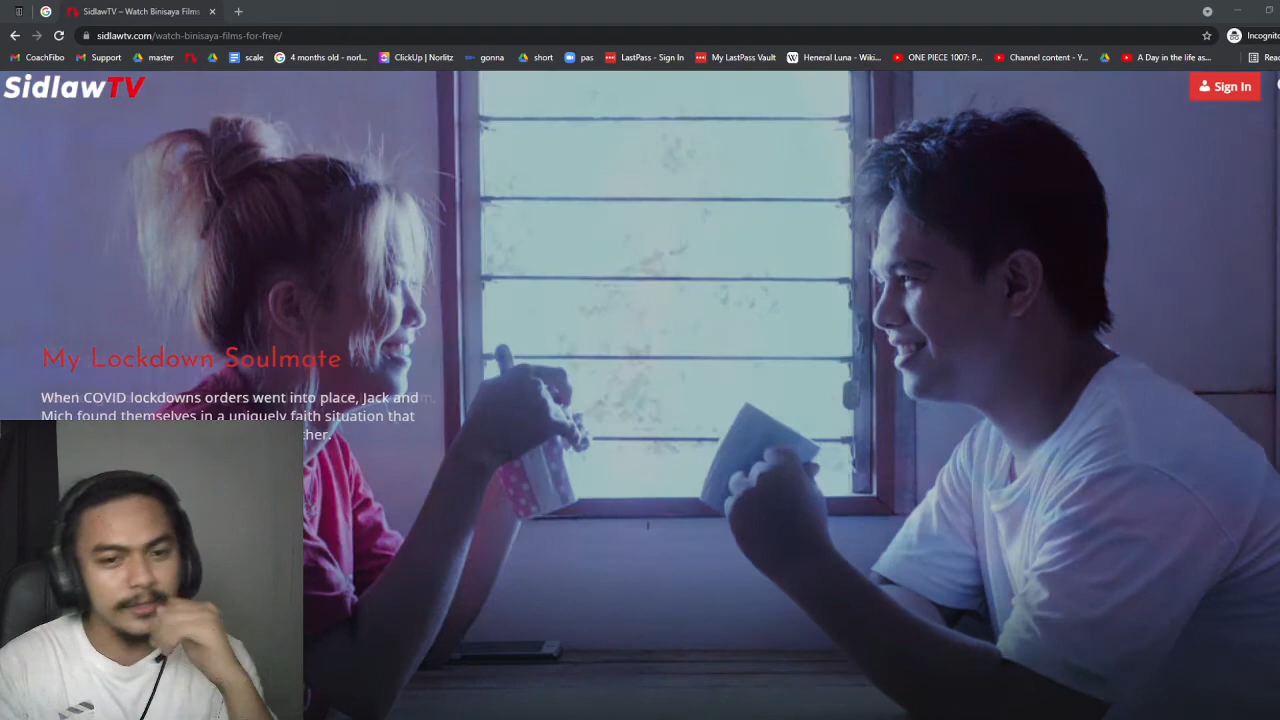 SidlawTV – Watch Binisaya Films
sidlawtv.com/watch-binisaya-films-for-free/
Incognito
CoachFibo
Support
master
scale
4 months old - norl...
ClickUp | Norlitz
gonna
short
pas
LastPass - Sign In
My LastPass Vault
Heneral Luna - Wiki...
ONE PIECE 1007: P...
Channel content - Y...
A Day in the life as...
SidlawTV
Sign In
My Lockdown Soulmate
When COVID lockdowns orders went into place, Jack and
Mich found themselves in a uniquely faith situation that